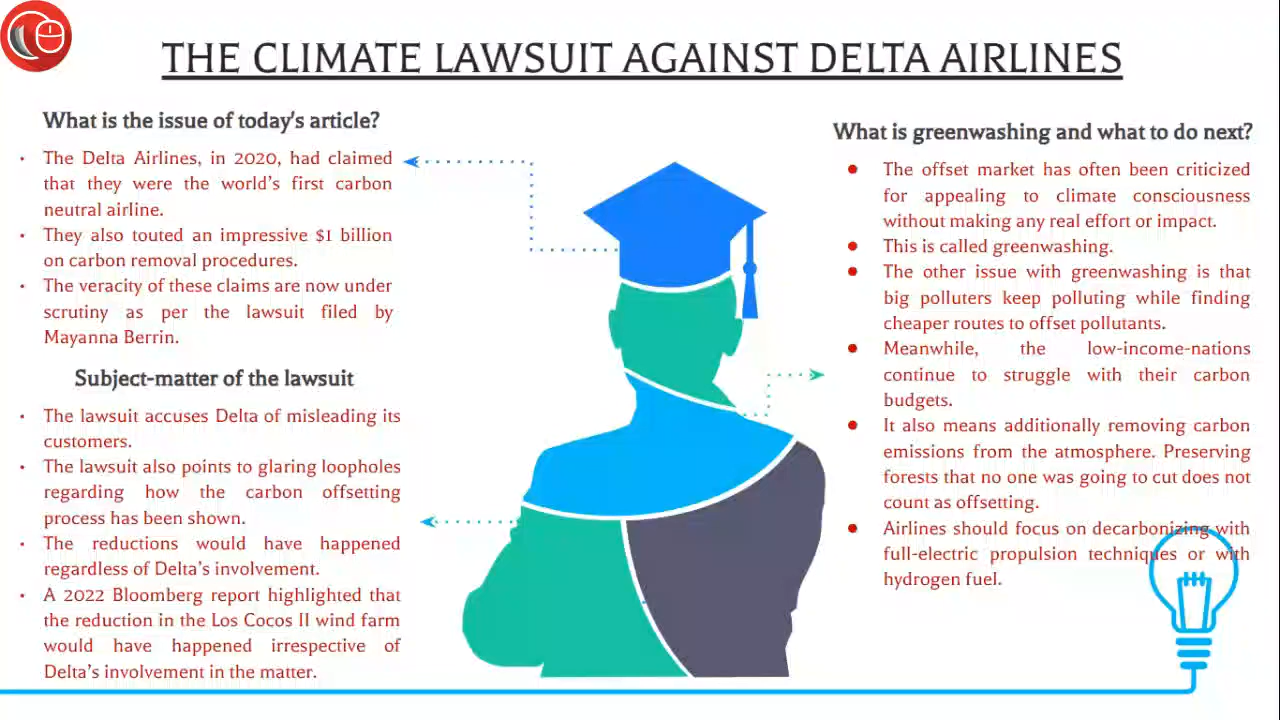 THE CLIMATE LAWSUIT AGAINST DELTA AIRLINES
What is the issue of today's article?
• The Delta Airlines, in 2020, had claimed
that they were the world's first carbon
neutral airline.
• They also touted an impressive $1 billion
on carbon removal procedures.
• The veracity of these claims are now under
scrutiny as per the lawsuit filed by
Mayanna Berrin.
Subject-matter of the lawsuit
• The lawsuit accuses Delta of misleading its
customers.
• The lawsuit also points to glaring loopholes
regarding how the carbon offsetting
process has been shown.
• The reductions would have happened
regardless of Delta's involvement.
• A 2022 Bloomberg report highlighted that
the reduction in the Los Cocos II wind farm
would have happened irrespective of
Delta's involvement in the matter.
What is greenwashing and what to do next?
● The offset market has often been criticized
for appealing to climate consciousness
without making any real effort or impact.
● This is called greenwashing.
● The other issue with greenwashing is that
big polluters keep polluting while finding
cheaper routes to offset pollutants.
● Meanwhile, the low-income-nations
continue to struggle with their carbon
budgets.
● It also means additionally removing carbon
emissions from the atmosphere. Preserving
forests that no one was going to cut does not
count as offsetting.
● Airlines should focus on decarbonizing with
full-electric propulsion techniques or with
hydrogen fuel.